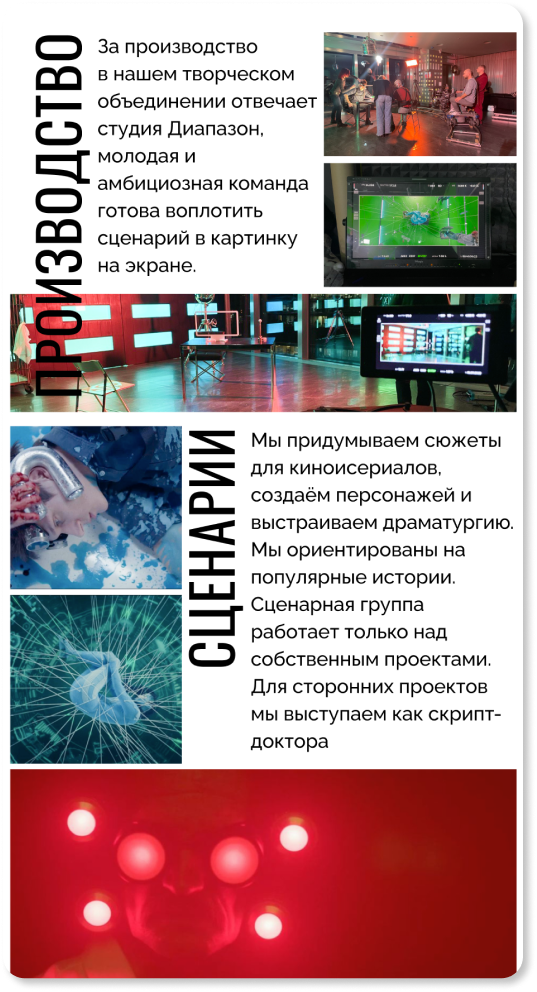 ПРОИЗВОДСТВО
За производство
в нашем творческом
объединении отвечает
студия Диапазон,
молодая и
амбициозная команда
готова воплотить
сценарий в картинку
на экране.
СЦЕНАРИИ
Мы придумываем сюжеты
для киноисериалов,
создаём персонажей и
выстраиваем драматургию.
Мы ориентированы на
популярные истории.
Сценарная группа
работает только над
собственным проектами.
Для сторонних проектов
мы выступаем как скрипт-
доктора